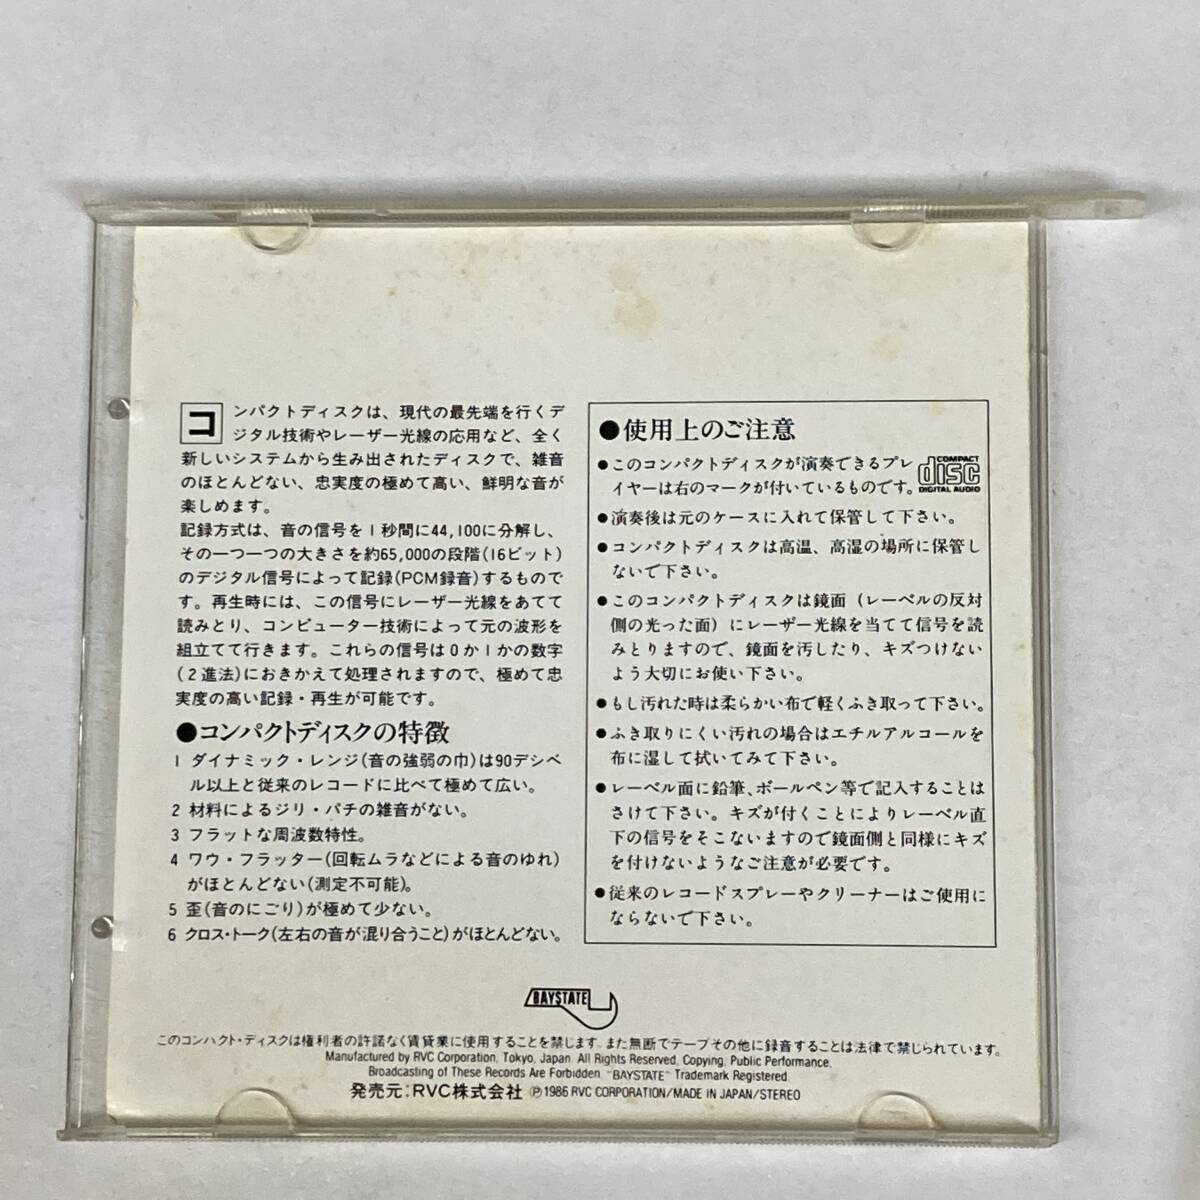 コンパクトディスクは、現代の最先端を行くデ
ジタル技術やレーザー光線の応用など、全く
新しいシステムから生み出されたディスクで、雑音
のほとんどない、忠実度の極めて高い、鮮明な音が
楽しめます。
記録方式は、音の信号を1秒間に44,100に分解し、
その一つ一つの大きさを約65,000の段階(16ビット)
のデジタル信号によって記録(PCM録音)するもので
す。再生時には、この信号にレーザー光線をあてて
読みとり、コンピューター技術によって元の波形を
組立てて行きます。これらの信号は0か1かの数字
(2進法)におきかえて処理されますので、極めて忠
実度の高い記録・再生が可能です。
●コンパクトディスクの特徴
1 ダイナミック・レンジ(音の強弱の巾)は90デシベ
ル以上と従来のレコードに比べて極めて広い。
2 材料によるジリ・パチの雑音がない。
3 フラットな周波数特性。
4 ワウ・フラッター(回転ムラなどによる音のゆれ)
がほとんどない(測定不可能)。
5 歪(音のにごり)が極めて少ない。
6 クロス・トーク(左右の音が混り合うこと)がほとんどない。
●使用上のご注意
●このコンパクトディスクが演奏できるプレ
イヤーは右のマークが付いているものです。
COMPACT
disc
DIGITAL AUDIO
●演奏後は元のケースに入れて保管して下さい。
●コンパクトディスクは高温、高湿の場所に保管し
ないで下さい。
●このコンパクトディスクは鏡面（レーベルの反対
側の光った面）にレーザー光線を当てて信号を読
みとりますので、鏡面を汚したり、キズつけない
よう大切にお使い下さい。
●もし汚れた時は柔らかい布で軽くふき取って下さい。
●ふき取りにくい汚れの場合はエチルアルコールを
布に湿して拭いてみて下さい。
●レーベル面に鉛筆、ボールペン等で記入することは
さけて下さい。キズが付くことによりレーベル直
下の信号をそこないますので鏡面側と同様にキズ
を付けないようなご注意が必要です。
●従来のレコードスプレーやクリーナーはご使用に
ならないで下さい。
BAYSTATE
このコンパクト・ディスクは権利者の許諾なく賃貸業に使用することを禁じます。また無断でテープその他に録音することは法律で禁じられています。
Manufactured by RVC Corporation, Tokyo, Japan. All Rights Reserved, Copying, Public Performance,
Broadcasting of These Records Are Forbidden. "BAYSTATE" Trademark Registered.
発売元:RVC株式会社 ℗1986 RVC CORPORATION/MADE IN JAPAN/STEREO